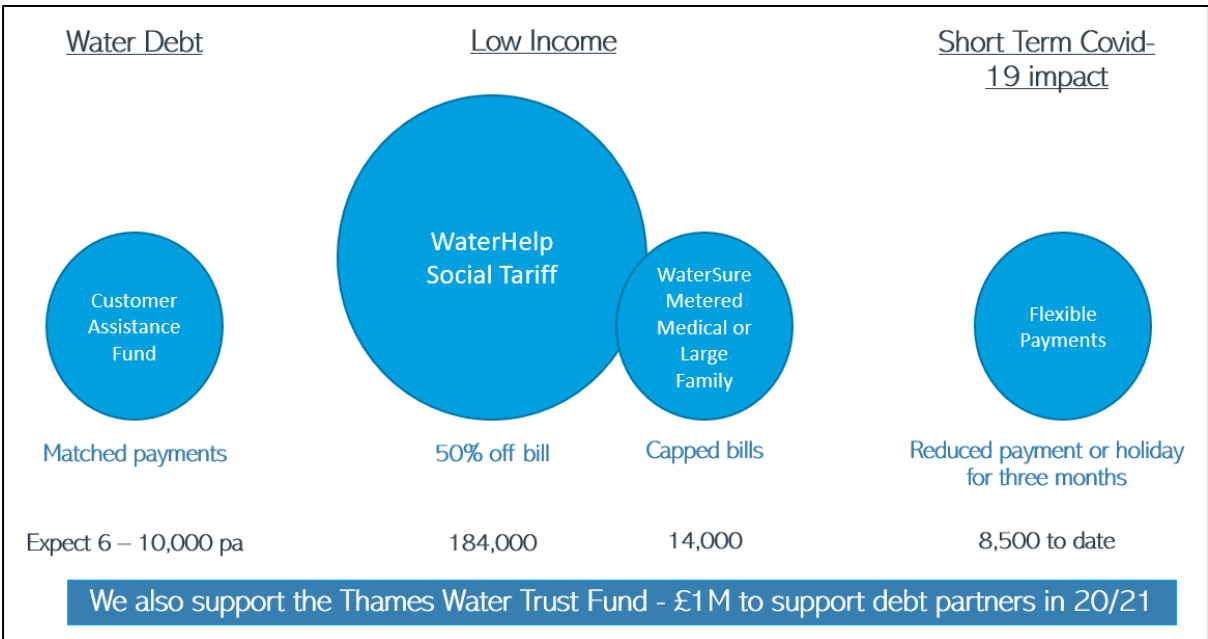 Water Debt
Low Income
Short Term Covid-
19 impact
Customer
Assistance
Fund
WaterHelp
Social Tariff
WaterSure
Metered
Medical or
Large
Family
Flexible
Payments
Matched payments
50% off bill
Capped bills
Reduced payment or holiday
for three months
Expect 6 – 10,000 pa
184,000
14,000
8,500 to date
We also support the Thames Water Trust Fund - £1M to support debt partners in 20/21